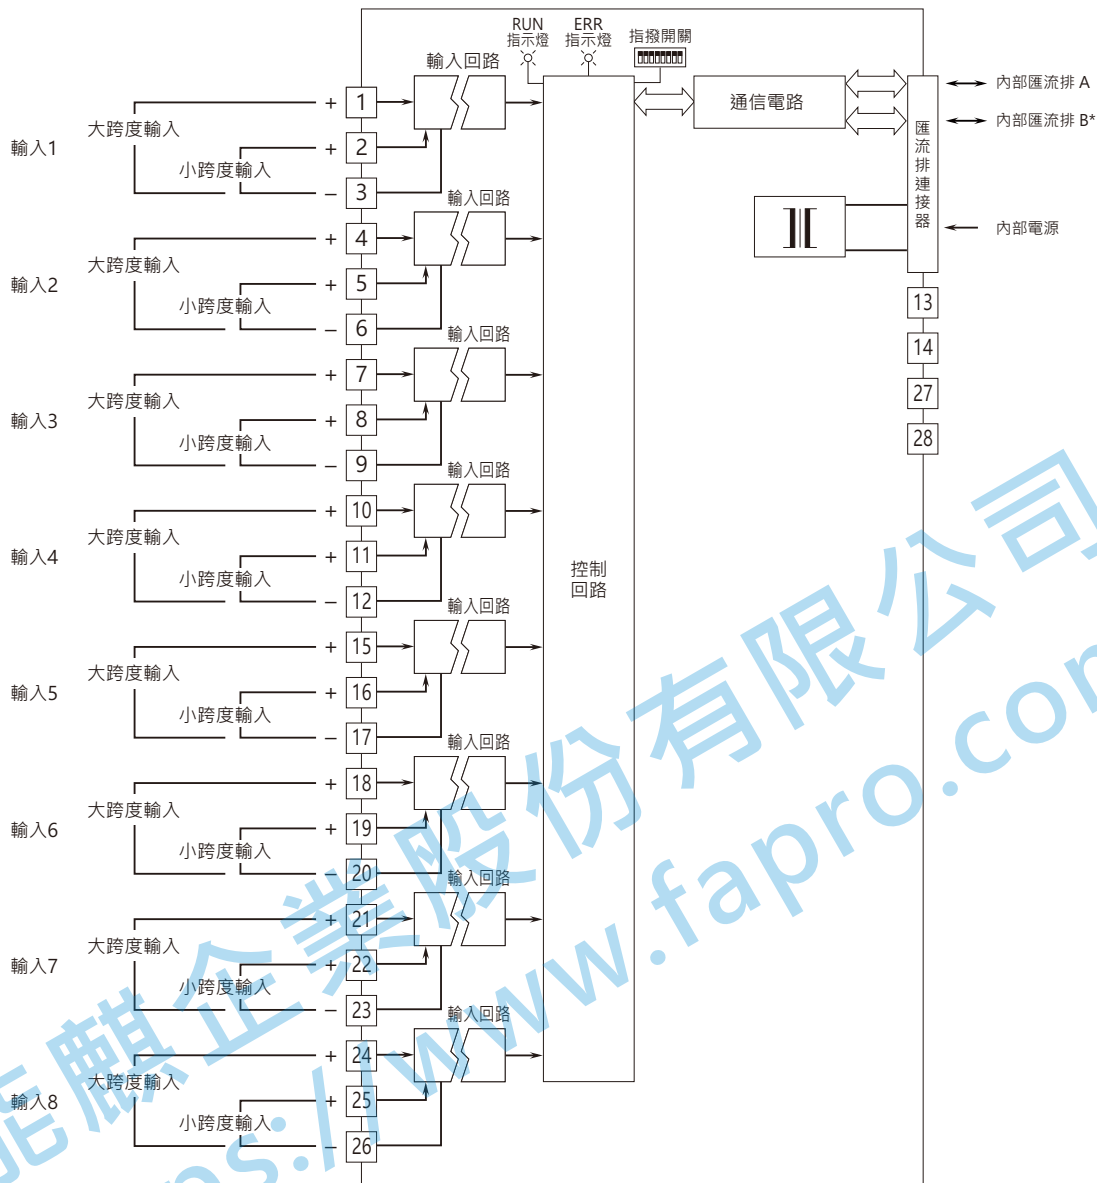 RUN
指示燈
ERR
指示燈
指撥開關
輸入回路
通信電路
內部匯流排 A
內部匯流排 B*
匯流排連接器
內部電源
13
14
27
28
控制
回路
輸入1
大跨度輸入
小跨度輸入
+ 1
+ 2
− 3
輸入回路
輸入2
大跨度輸入
小跨度輸入
+ 4
+ 5
− 6
輸入回路
輸入3
大跨度輸入
小跨度輸入
+ 7
+ 8
− 9
輸入回路
輸入4
大跨度輸入
小跨度輸入
+ 10
+ 11
− 12
輸入回路
輸入5
大跨度輸入
小跨度輸入
+ 15
+ 16
− 17
輸入回路
輸入6
大跨度輸入
小跨度輸入
+ 18
+ 19
− 20
輸入回路
輸入7
大跨度輸入
小跨度輸入
+ 21
+ 22
− 23
輸入回路
輸入8
大跨度輸入
小跨度輸入
+ 24
+ 25
− 26
麒企業股份有限公司
ps://www.fapro.com